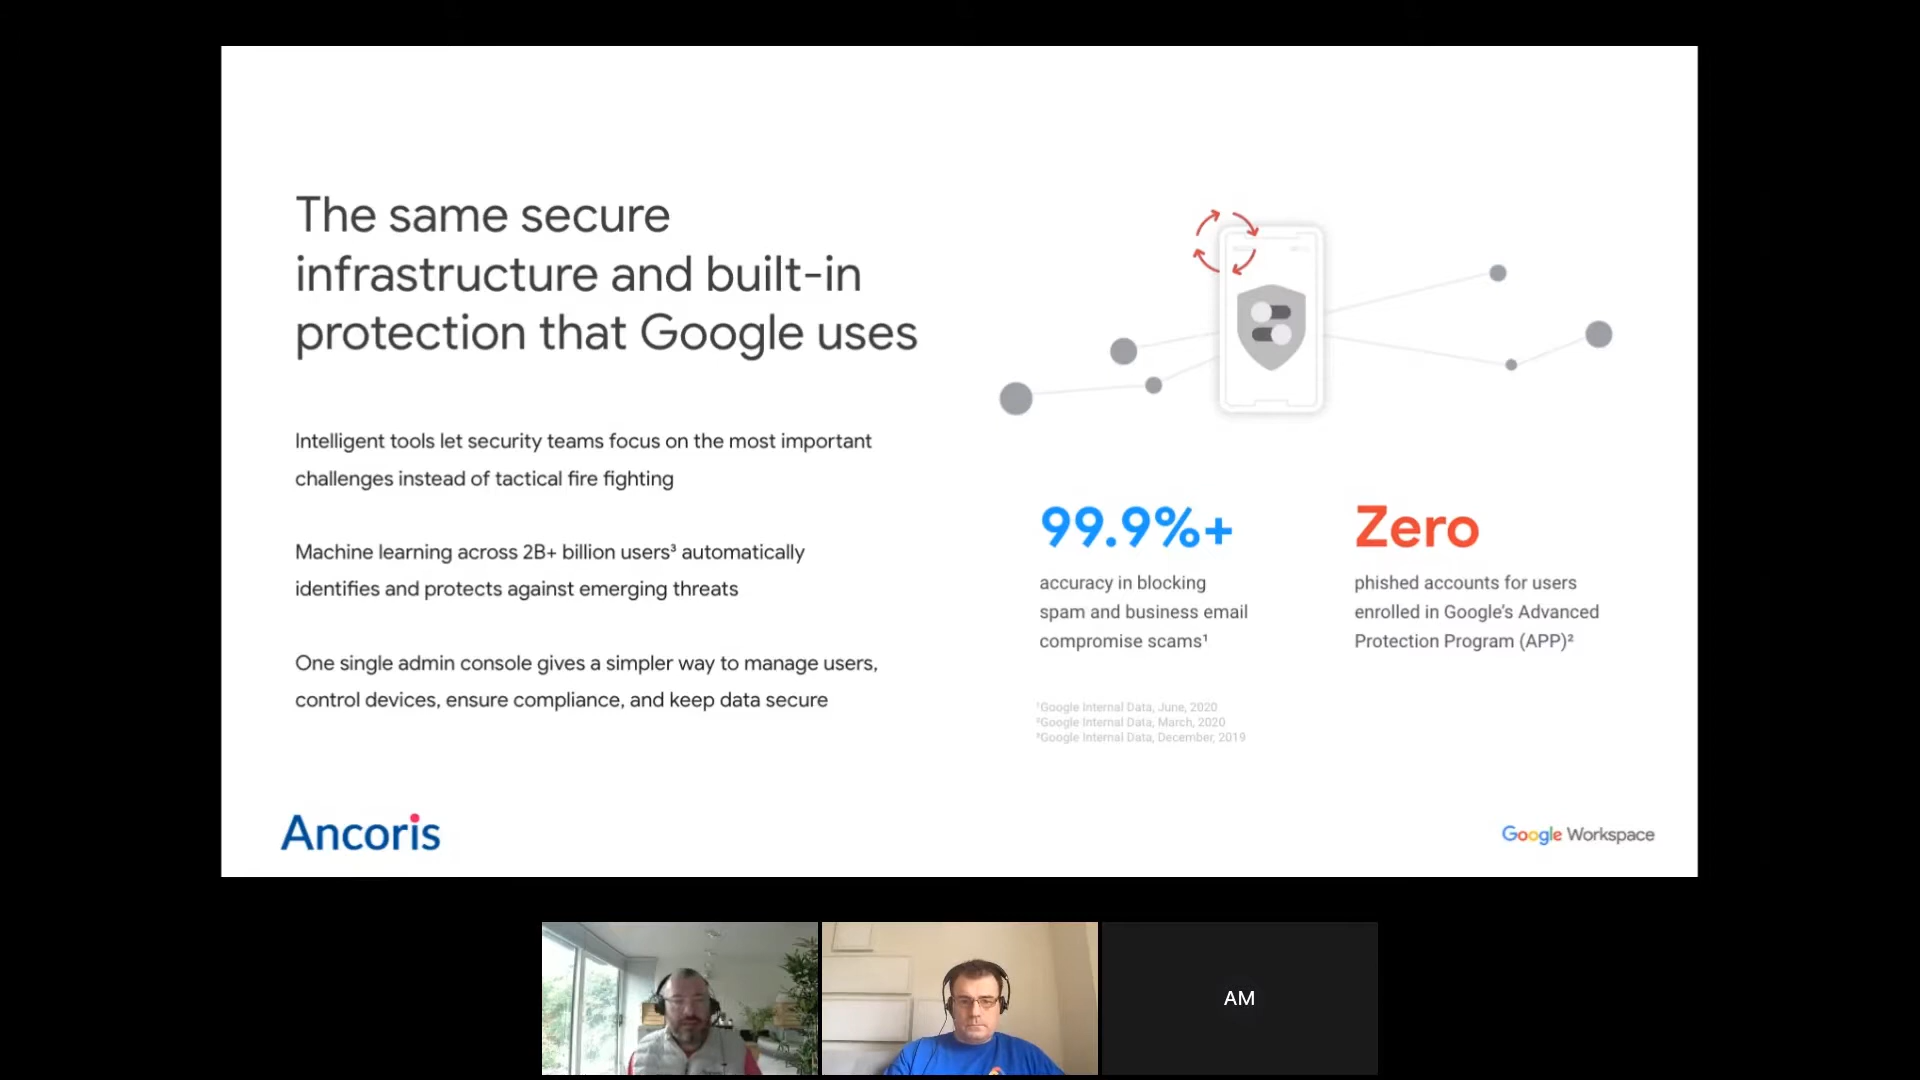 The same secure
infrastructure and built-in
protection that Google uses
Intelligent tools let security teams focus on the most important
challenges instead of tactical fire fighting
Machine learning across 2B+ billion users³ automatically
identifies and protects against emerging threats
One single admin console gives a simpler way to manage users,
control devices, ensure compliance, and keep data secure
99.9%+
accuracy in blocking
spam and business email
compromise scams¹
Zero
phished accounts for users
enrolled in Google's Advanced
Protection Program (APP)²
¹Google Internal Data, June, 2020
²Google Internal Data, March, 2020
³Google Internal Data, December, 2019
Ancoris
Google Workspace
AM